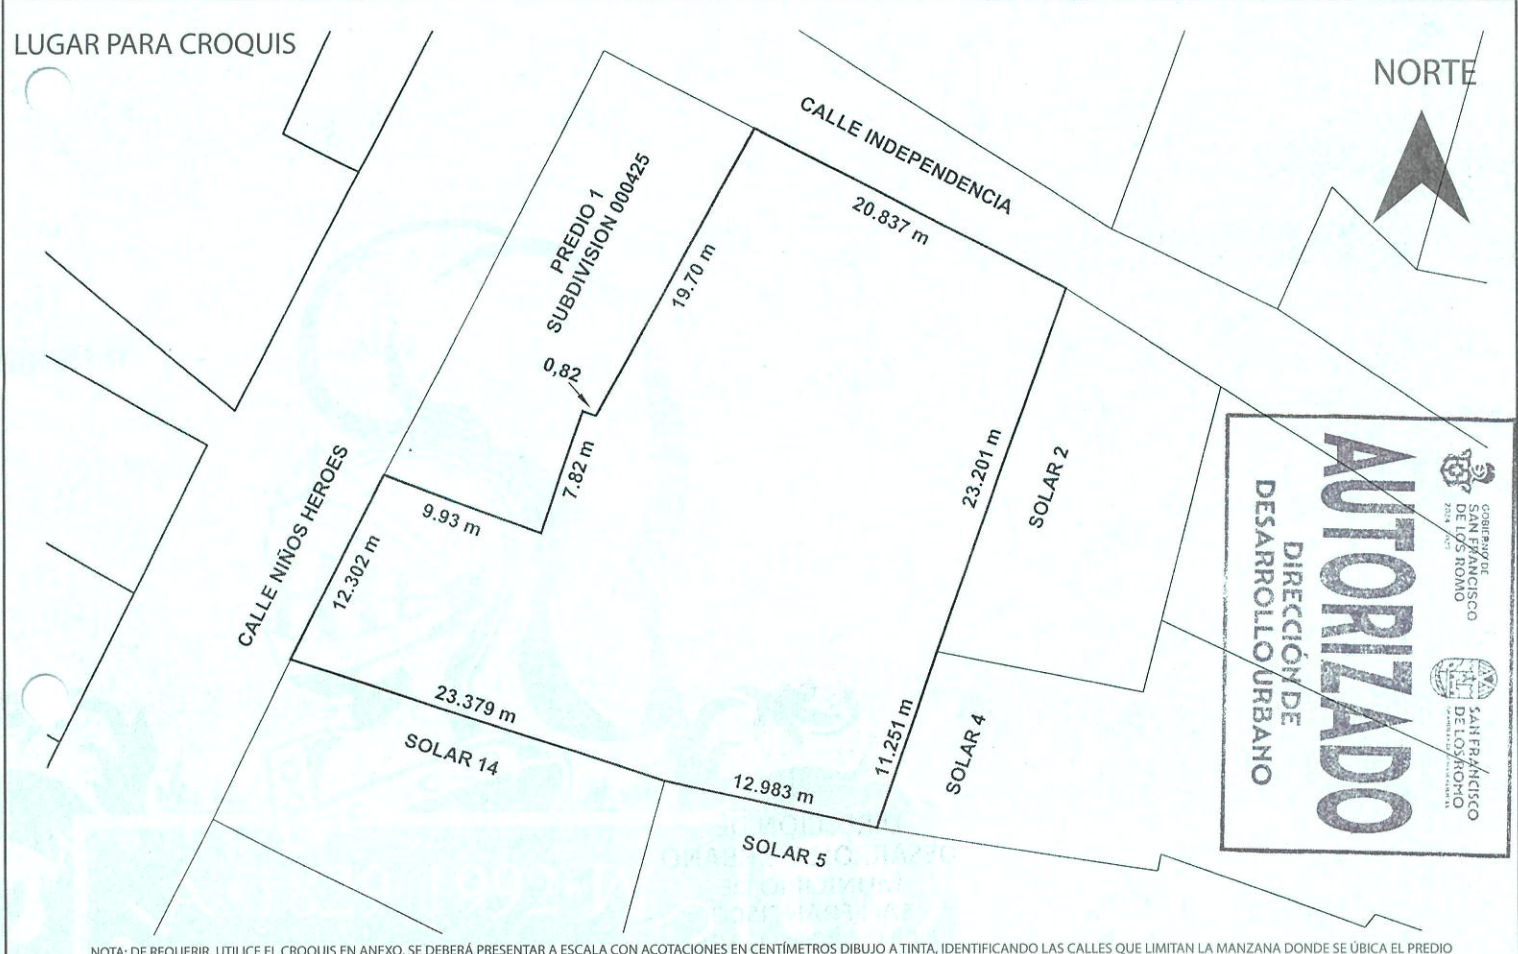 LUGAR PARA CROQUIS
NORTE
CALLE INDEPENDENCIA
20.837 m
PREDIO 1
SUBDIVISION 000425
19.70 m
0,82
7.82 m
9.93 m
CALLE NIÑOS HEROES
12.302 m
23.201 m
SOLAR 2
23.379 m
SOLAR 14
12.983 m
SOLAR 5
11.251 m
SOLAR 4
GOBIERNO DE
SAN FRANCISCO
DE LOS ROMO
SAN FRANCISCO
DE LOS ROMO
AUTORIZADO
DIRECCIÓN DE
DESARROLLO URBANO
NOTA: DE REQUERIR, UTILICE EL CROQUIS EN ANEXO, SE DEBERÁ PRESENTAR A ESCALA CON ACOTACIONES EN CENTÍMETROS DIBUJO A TINTA, IDENTIFICANDO LAS CALLES QUE LIMITAN LA MANZANA DONDE SE ÚBICA EL PREDIO